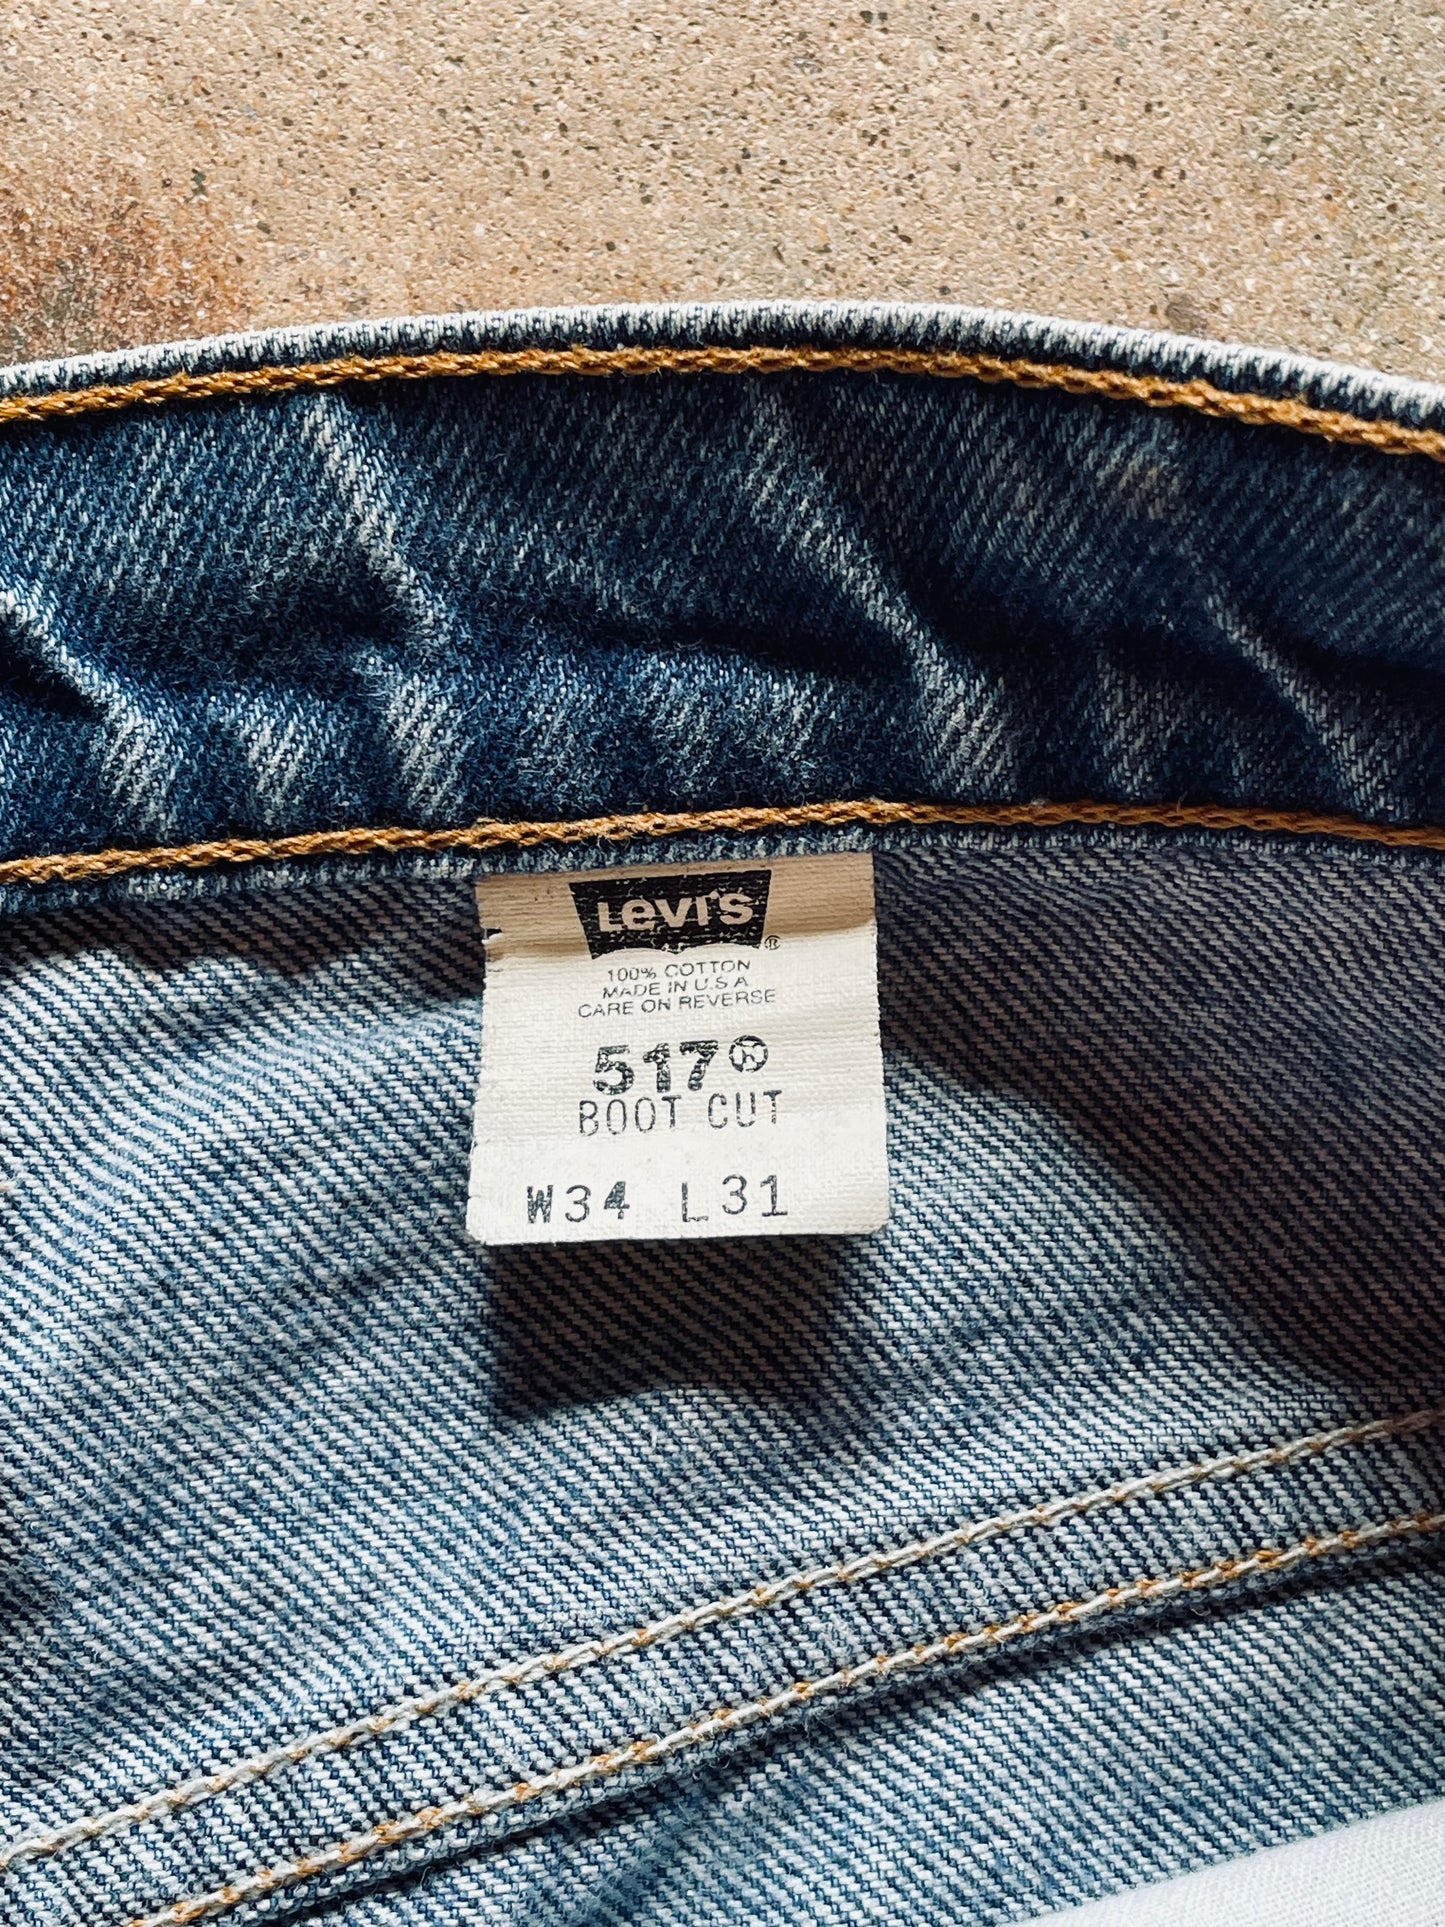 Levi's ®
100% COTTON
MADE IN U.S.A
CARE ON REVERSE
517®
BOOT CUT
W34 L31